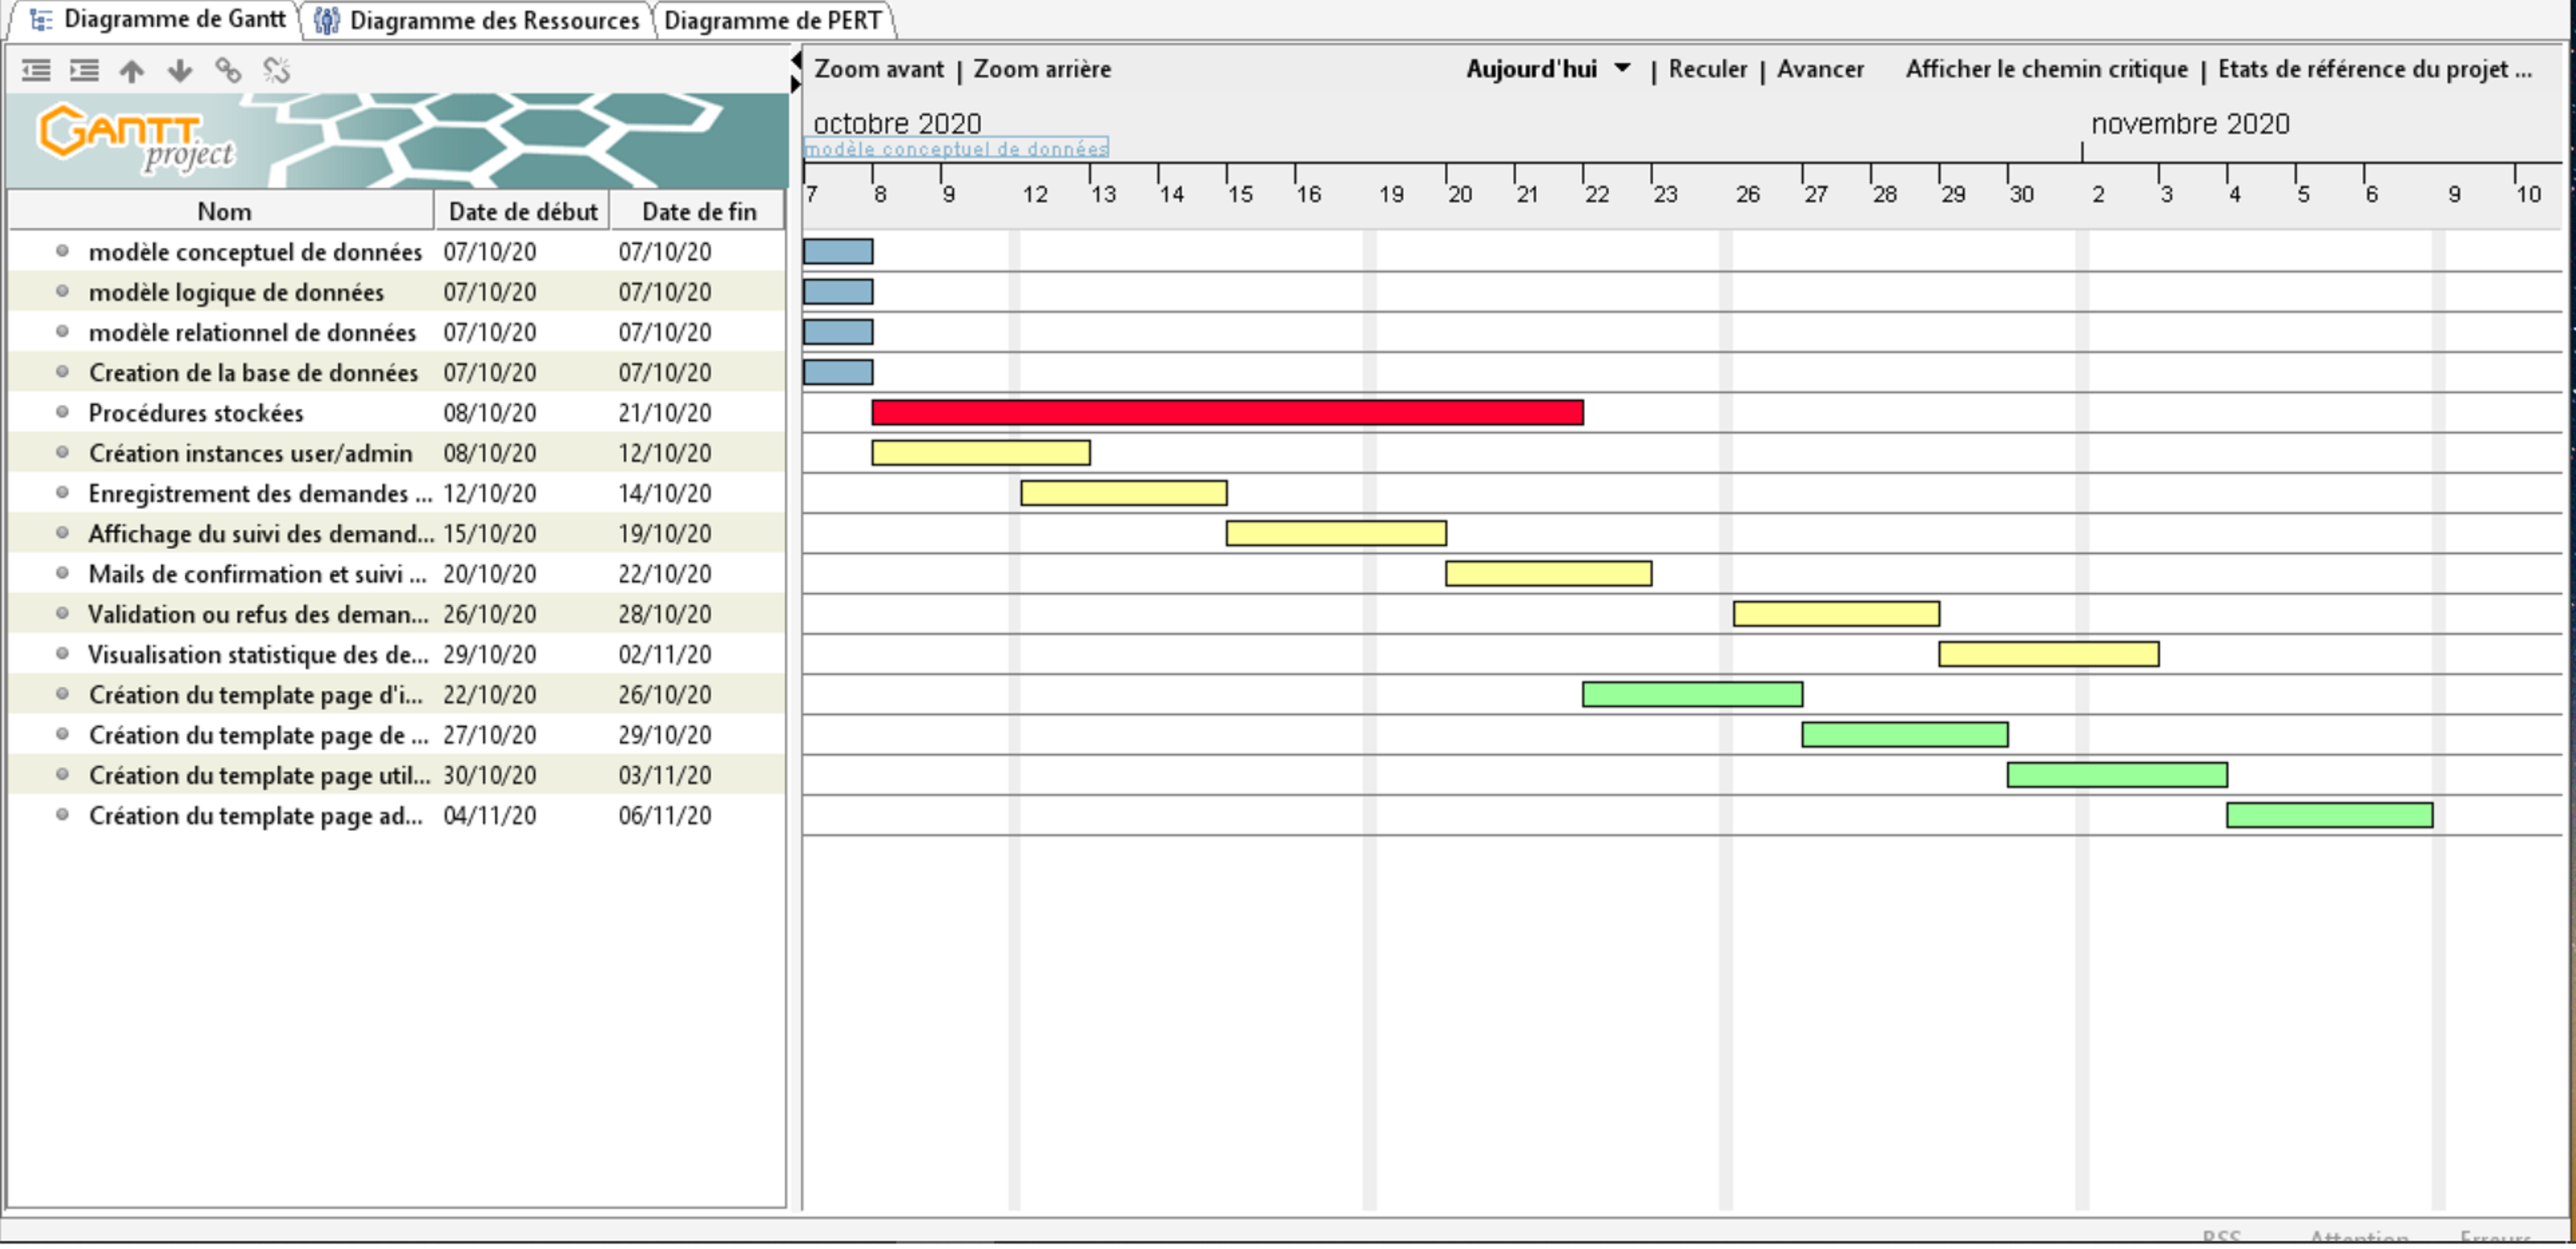 Diagramme de Gantt Diagramme des Ressources Diagramme de PERT
Zoom avant | Zoom arrière Aujourd'hui | Reculer | Avancer Afficher le chemin critique | Etats de référence du projet ...
GANTT project
octobre 2020 novembre 2020
modèle conceptuel de données
7 8 9 12 13 14 15 16 19 20 21 22 23 26 27 28 29 30 2 3 4 5 6 9 10
Nom Date de début Date de fin
modèle conceptuel de données 07/10/20 07/10/20
modèle logique de données 07/10/20 07/10/20
modèle relationnel de données 07/10/20 07/10/20
Creation de la base de données 07/10/20 07/10/20
Procédures stockées 08/10/20 21/10/20
Création instances user/admin 08/10/20 12/10/20
Enregistrement des demandes ... 12/10/20 14/10/20
Affichage du suivi des demand... 15/10/20 19/10/20
Mails de confirmation et suivi ... 20/10/20 22/10/20
Validation ou refus des deman... 26/10/20 28/10/20
Visualisation statistique des de... 29/10/20 02/11/20
Création du template page d'i... 22/10/20 26/10/20
Création du template page de ... 27/10/20 29/10/20
Création du template page util... 30/10/20 03/11/20
Création du template page ad... 04/11/20 06/11/20
RSS Attention Erreurs